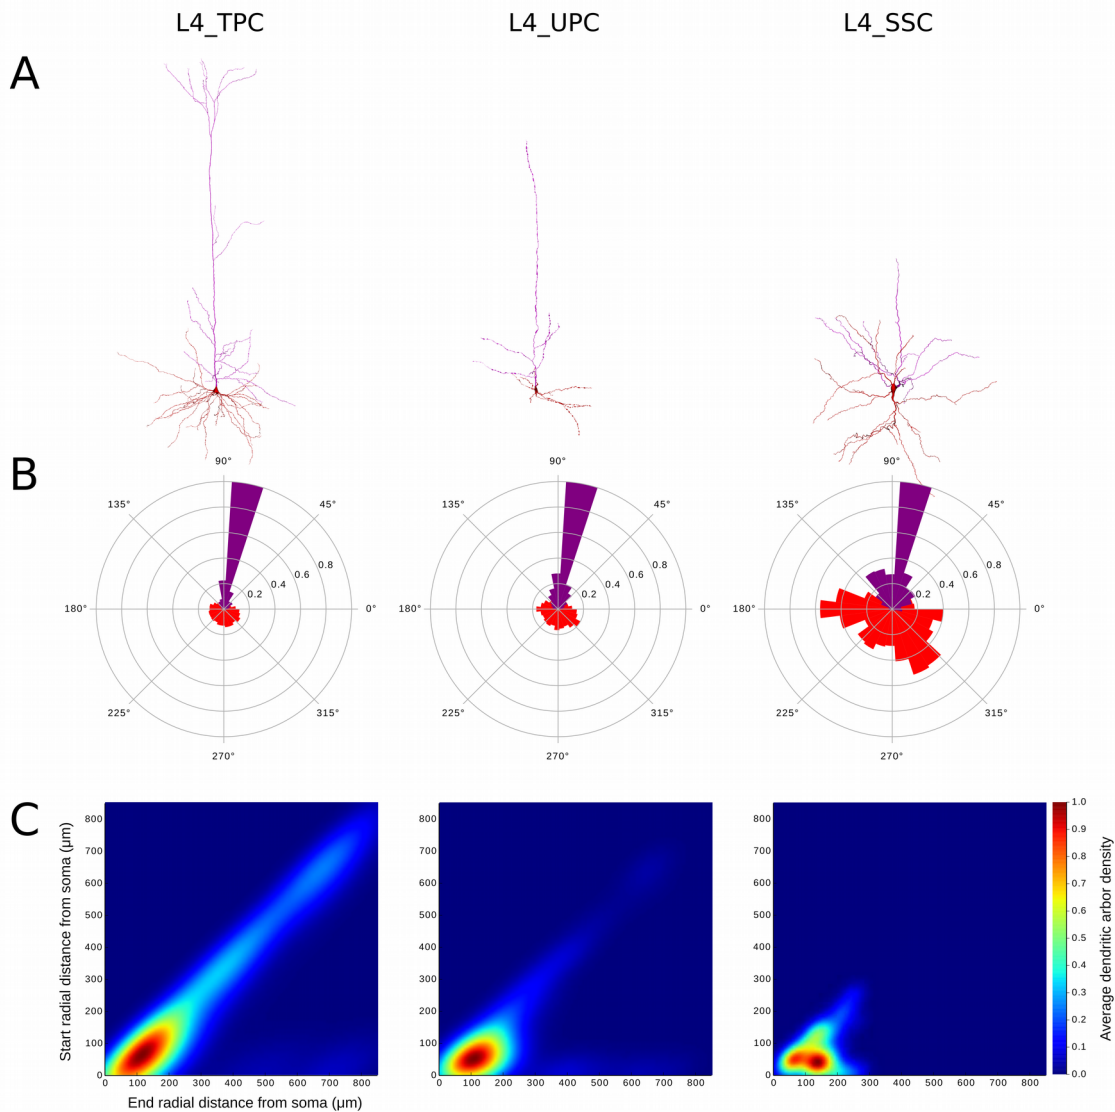 L4_TPC L4_UPC L4_SSC
A
B
90° 90° 90°
135° 45° 135° 45° 135° 45°
0.8 0.8 0.8
0.6 0.6 0.6
0.4 0.4 0.4
0.2 0.2 0.2
180° 0° 180° 0° 180° 0°
225° 315° 225° 315° 225° 315°
270° 270° 270°
C
Start radial distance from soma (μm)
800 800 800 1.0
700 700 700 0.9
600 600 600 0.8
500 500 500 0.7
400 400 400 0.6
300 300 300 0.5
200 200 200 0.4
100 100 100 0.3
0 0 0 0.2
0.1
0.0
Average dendritic arbor density
0 100 200 300 400 500 600 700 800 0 100 200 300 400 500 600 700 800 0 100 200 300 400 500 600 700 800
End radial distance from soma (μm)